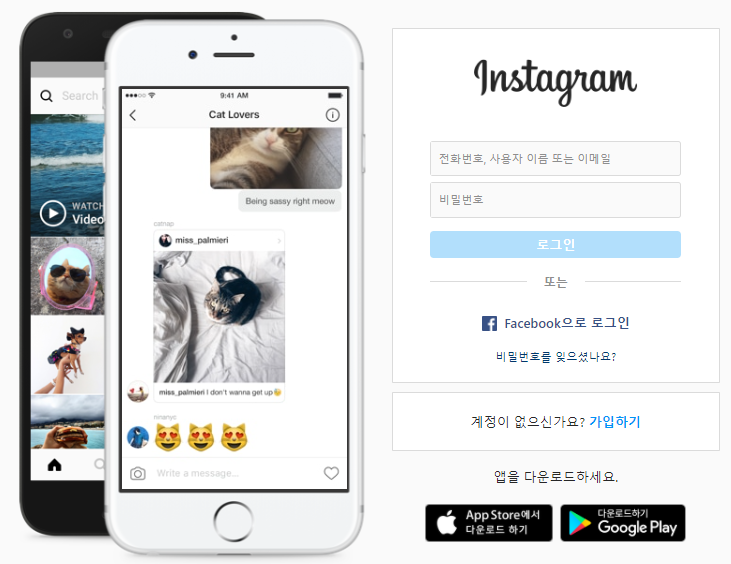 Search
WATCH
Video
9:41 AM
Cat Lovers
Being sassy right meow
catnap
miss_palmieri
miss_palmieri I don't wanna get up
ninanyc
Write a message...
Instagram
전화번호, 사용자 이름 또는 이메일
비밀번호
로그인
또는
Facebook으로 로그인
비밀번호를 잊으셨나요?
계정이 없으신가요? 가입하기
앱을 다운로드하세요.
App Store에서
다운로드 하기
다운로드하기
Google Play